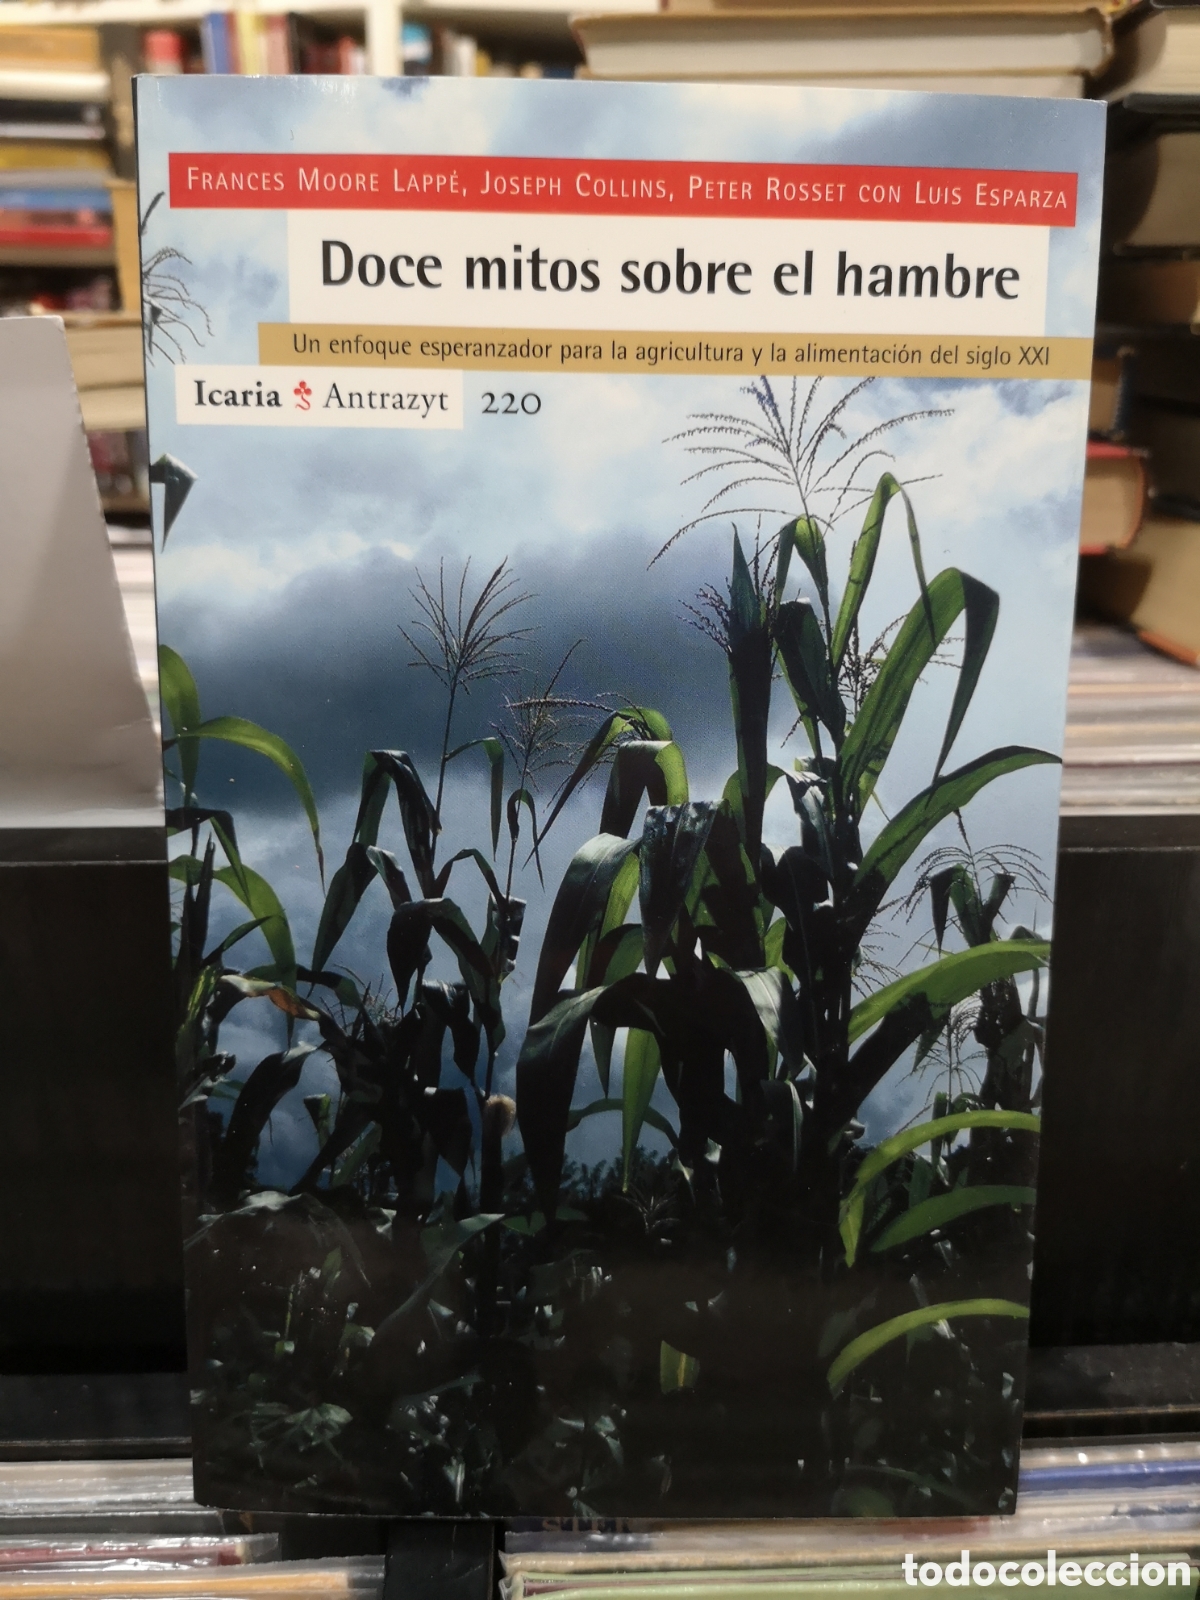 FRANCES MOORE LAPPÉ, JOSEPH COLLINS, PETER ROSSET CON LUIS ESPARZA
Doce mitos sobre el hambre
Un enfoque esperanzador para la agricultura y la alimentación del siglo XXI
Icaria Antrazyt 220
todocoleccion